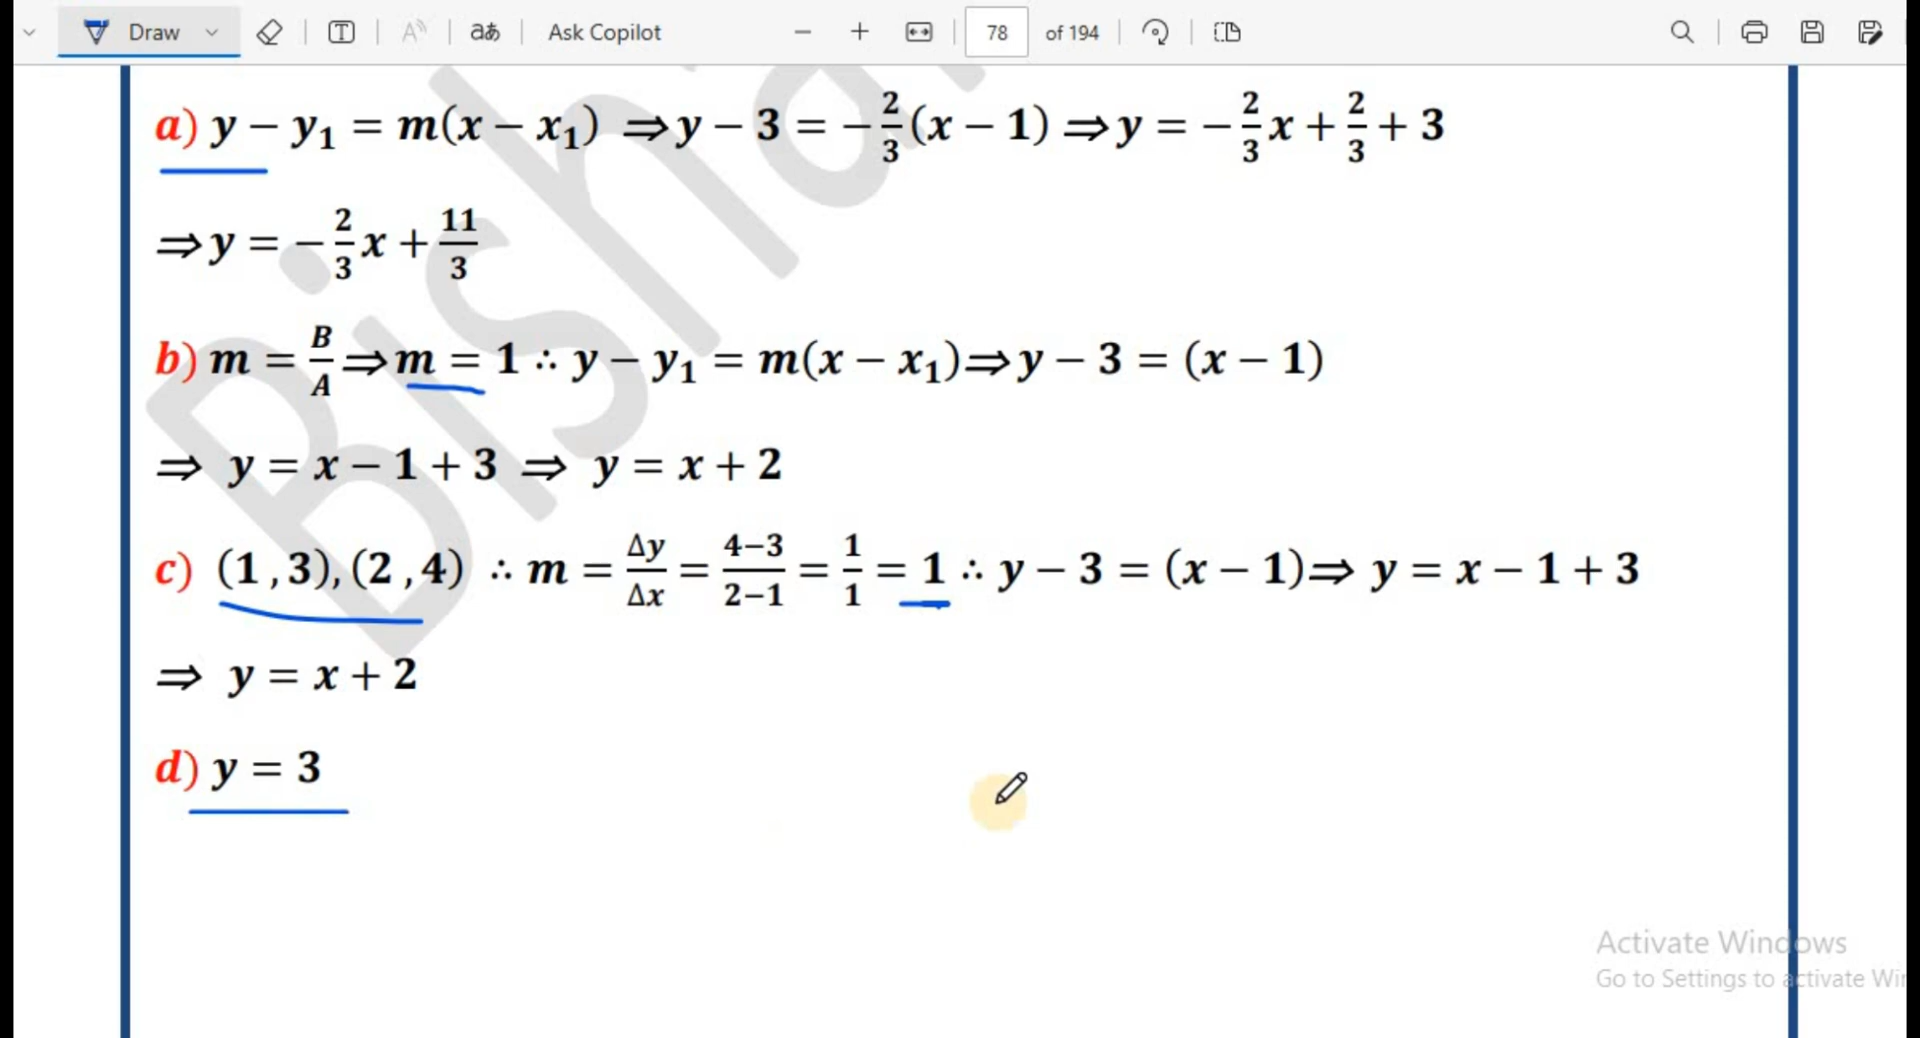 Draw aあ Ask Copilot 78 of 194
a) y − y₁ = m(x − x₁) ⇒ y − 3 = −2/3(x − 1) ⇒ y = −2/3x + 2/3 + 3
⇒ y = −2/3x + 11/3
b) m = B/A ⇒ m = 1 ∴ y − y₁ = m(x − x₁) ⇒ y − 3 = (x − 1)
⇒ y = x − 1 + 3 ⇒ y = x + 2
c) (1 ,3), (2 ,4) ∴ m = Δy/Δx = 4−3/2−1 = 1/1 = 1 ∴ y − 3 = (x − 1) ⇒ y = x − 1 + 3
⇒ y = x + 2
d) y = 3
Activate Windows
Go to Settings to activate Wi